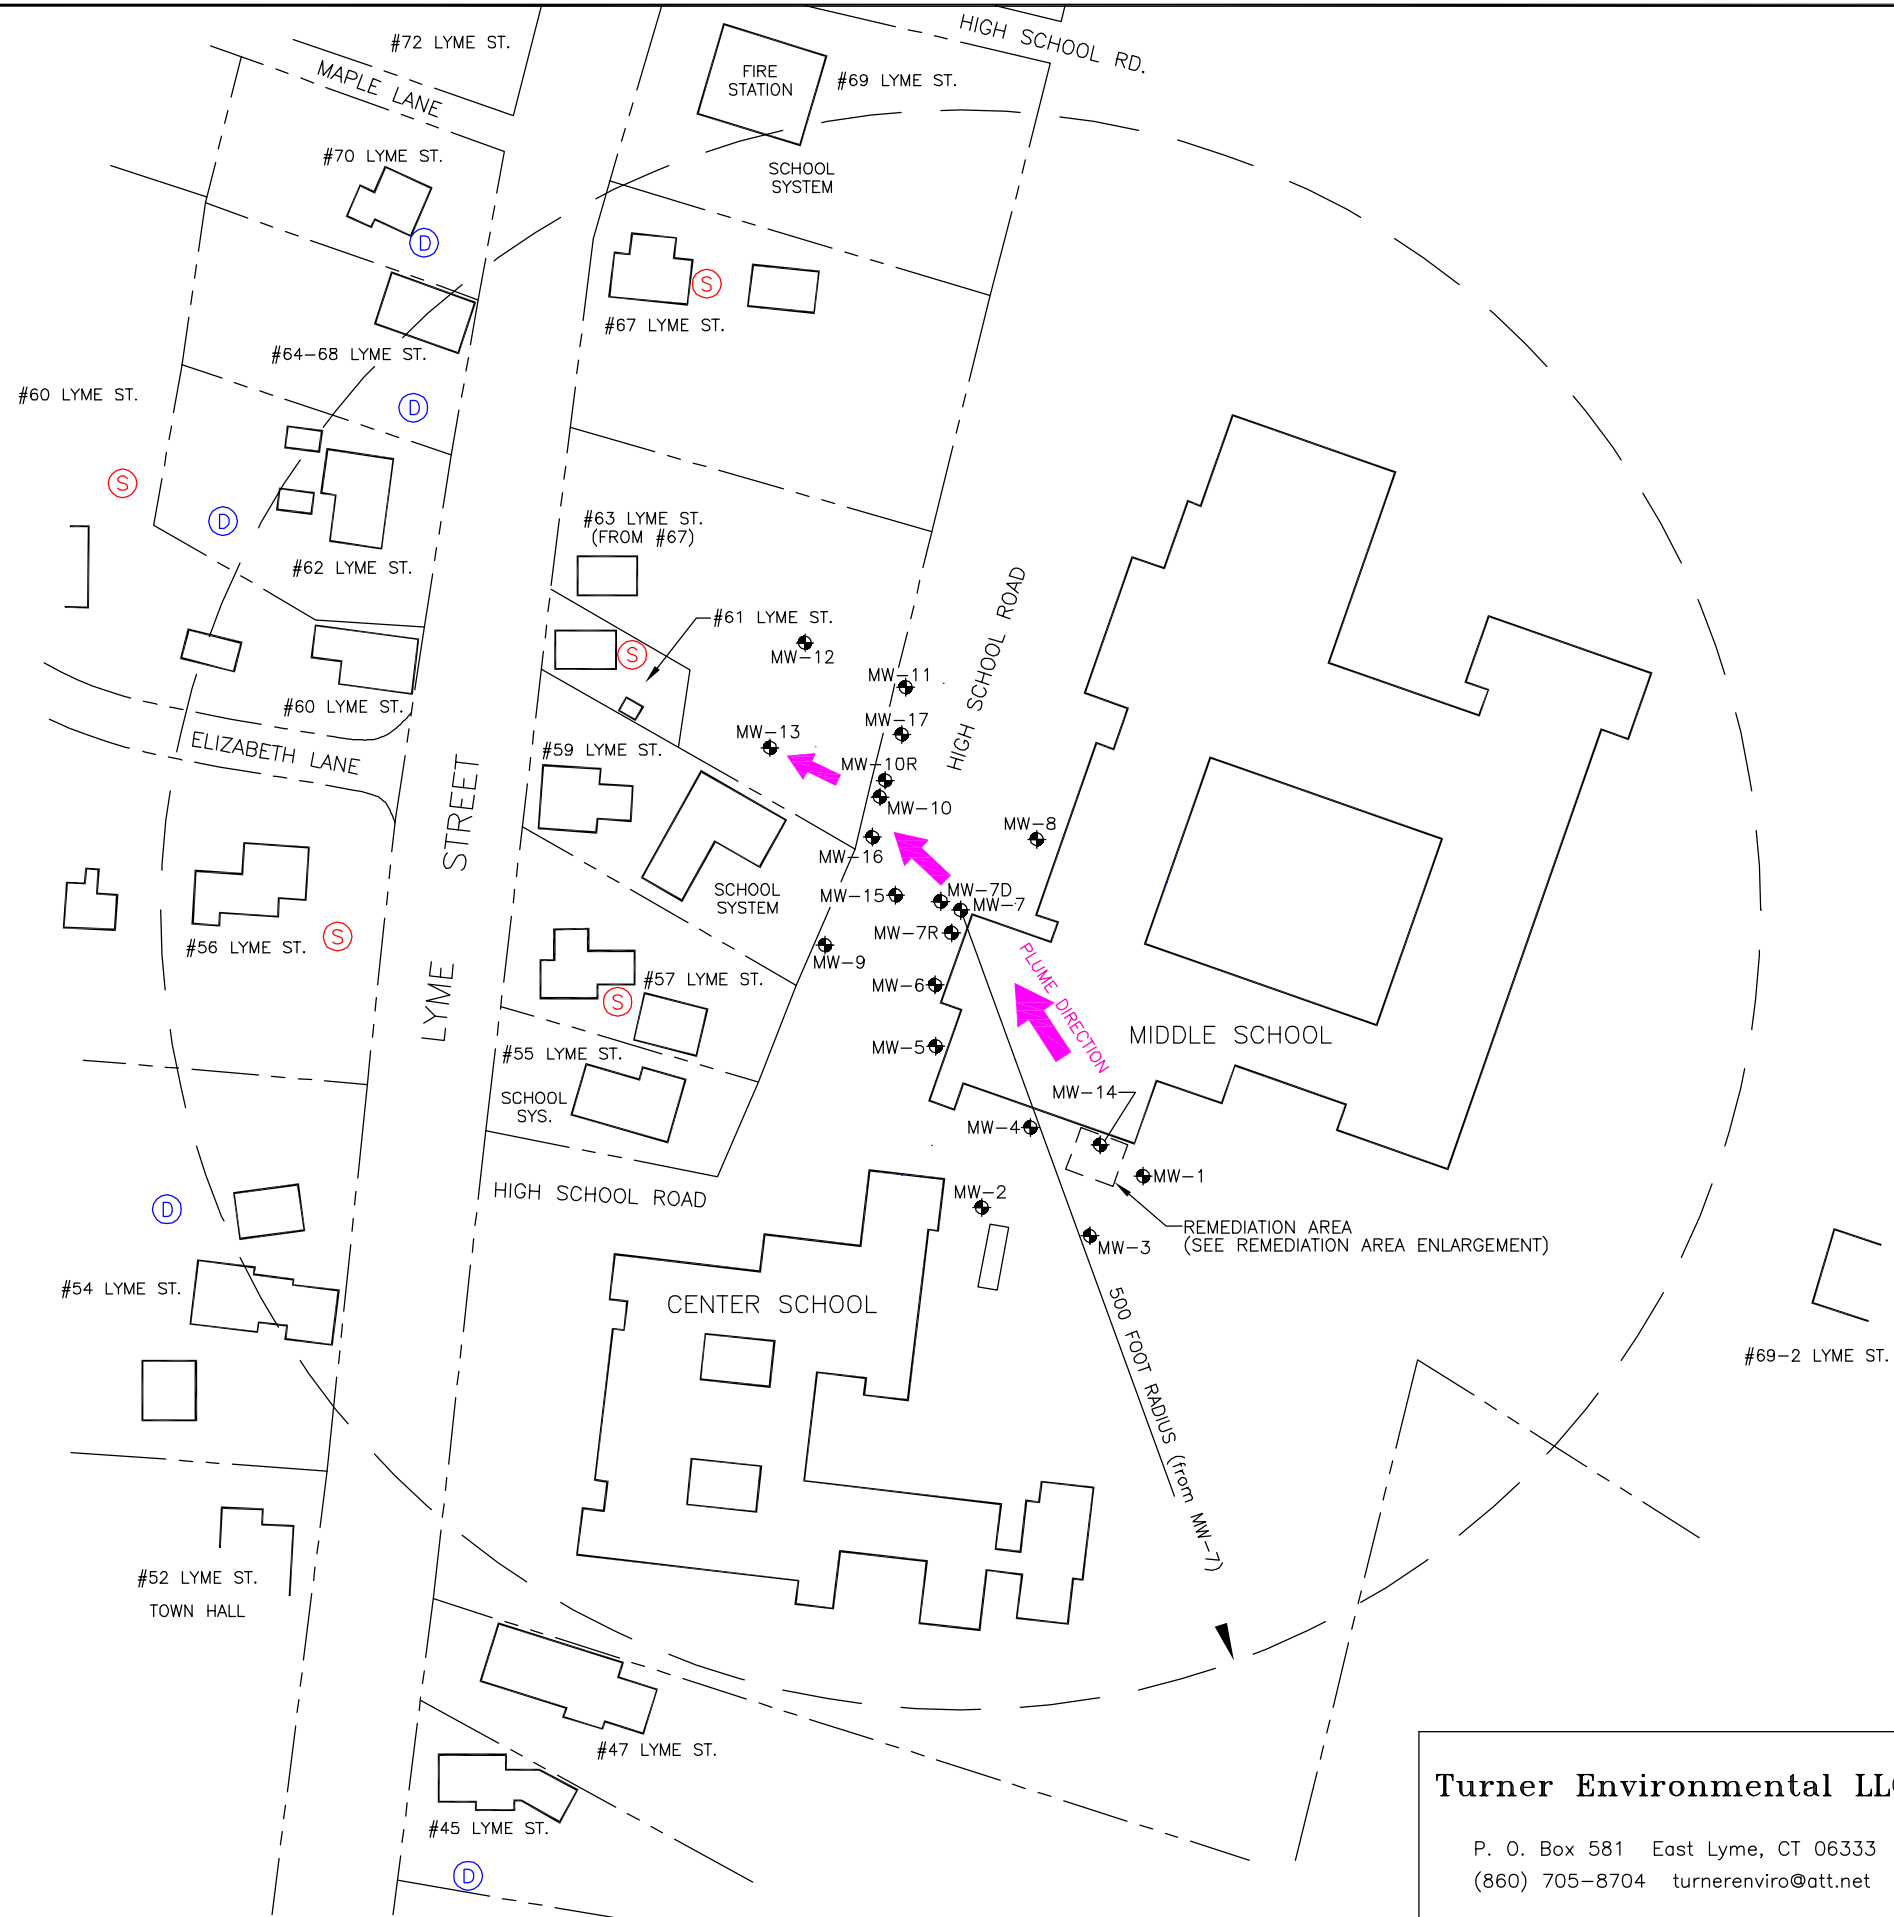 #72 LYME ST.
HIGH SCHOOL RD.
MAPLE LANE
FIRE
STATION
#69 LYME ST.
#70 LYME ST.
SCHOOL
SYSTEM
D
S
#67 LYME ST.
#64-68 LYME ST.
#60 LYME ST.
D
S
D
#63 LYME ST.
(FROM #67)
#62 LYME ST.
HIGH SCHOOL ROAD
#61 LYME ST.
S
MW-12
MW-11
#60 LYME ST.
MW-17
MW-13
ELIZABETH LANE
#59 LYME ST.
MW-10R
MW-10
LYME STREET
MW-8
MW-16
MW-7D
MW-15
MW-7
SCHOOL
SYSTEM
MW-7R
#56 LYME ST.
S
MW-9
PLUME DIRECTION
#57 LYME ST.
MW-6
S
MIDDLE SCHOOL
MW-5
#55 LYME ST.
MW-14
SCHOOL
SYS.
MW-4
MW-1
HIGH SCHOOL ROAD
MW-2
D
REMEDIATION AREA
(SEE REMEDIATION AREA ENLARGEMENT)
MW-3
#54 LYME ST.
CENTER SCHOOL
500 FOOT RADIUS (from MW-7)
#69-2 LYME ST.
#52 LYME ST.
TOWN HALL
#47 LYME ST.
#45 LYME ST.
D
Turner Environmental LLC
P. O. Box 581 East Lyme, CT 06333
(860) 705-8704 turnerenviro@att.net